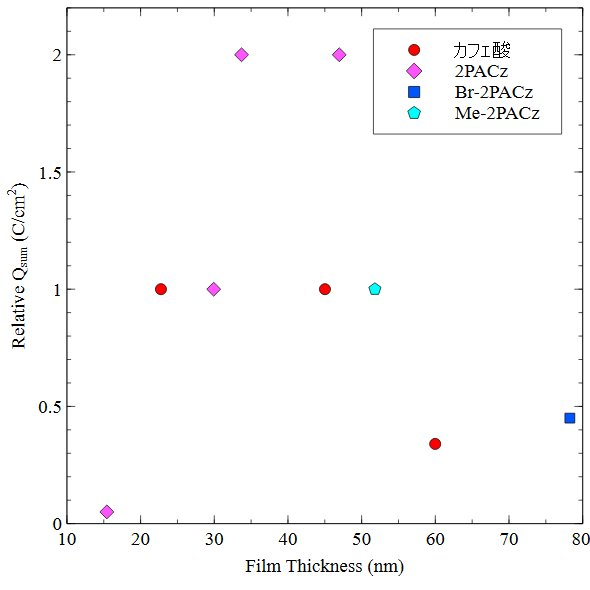 カフェ酸
2PACz
Br-2PACz
Me-2PACz
2
1.5
1
0.5
0
Relative Qsum (C/cm2)
10 20 30 40 50 60 70 80
Film Thickness (nm)